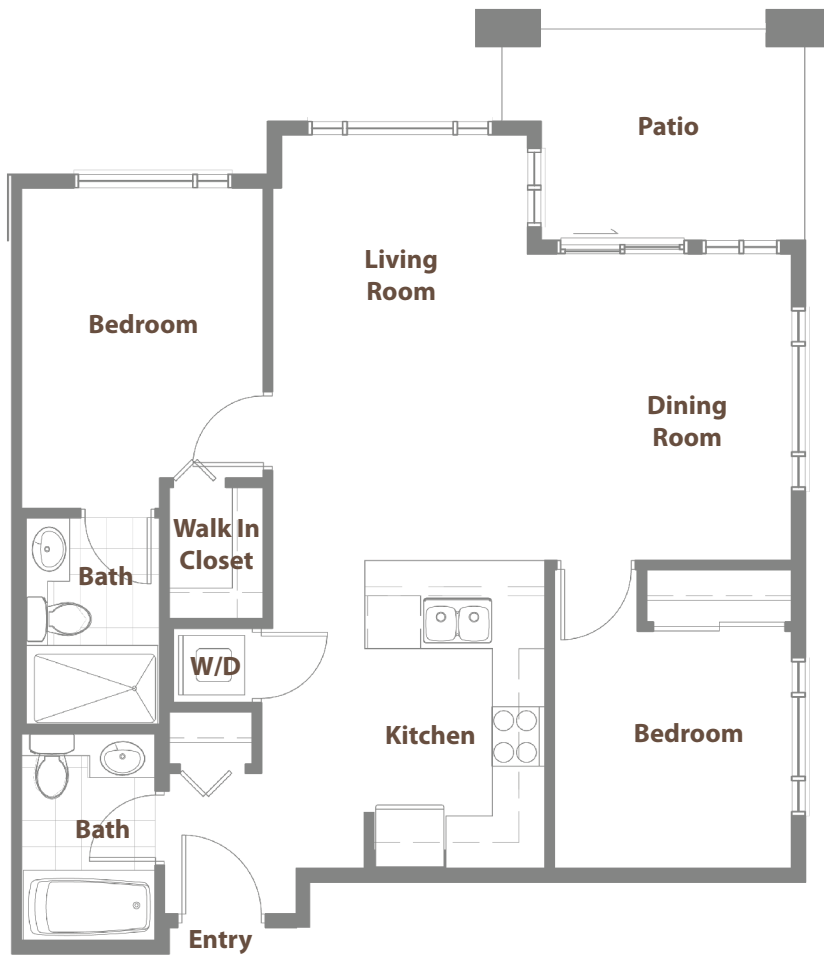 Patio
Living
Room
Bedroom
Dining
Room
Walk In
Closet
Bath
W/D
Kitchen
Bedroom
Bath
Entry